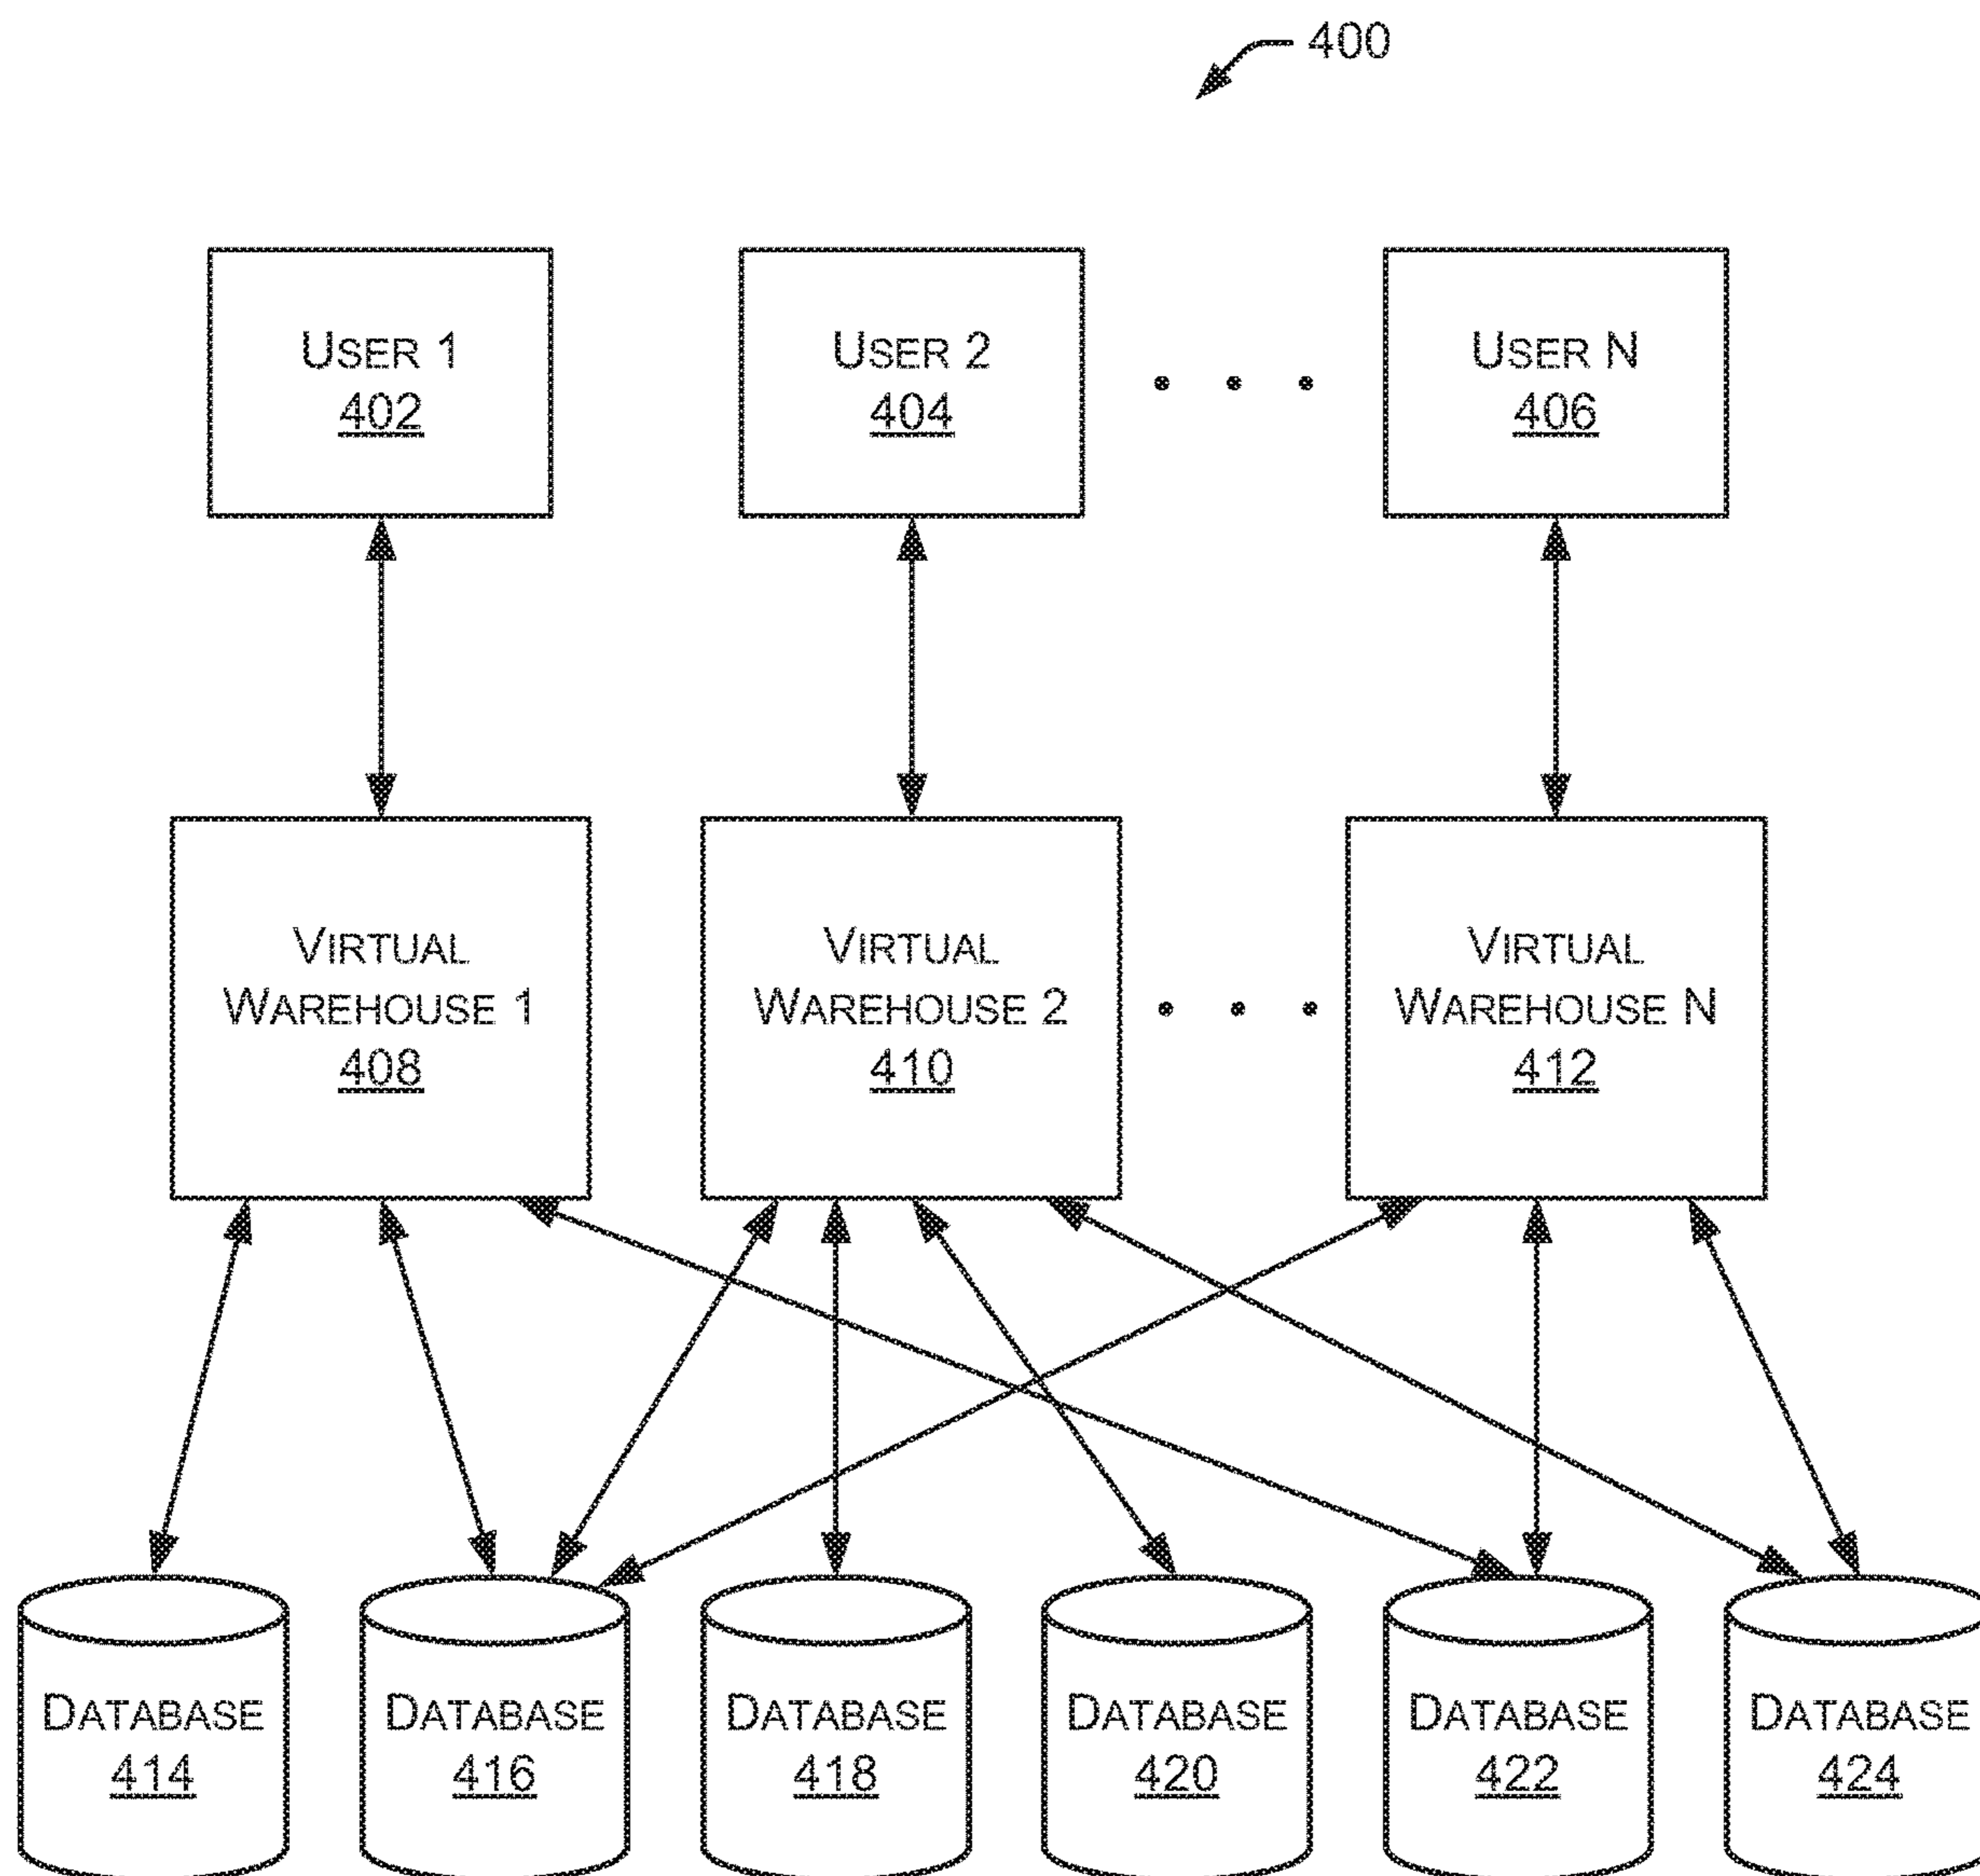 400
USER 1
402
USER 2
404
USER N
406
VIRTUAL
WAREHOUSE 1
408
VIRTUAL
WAREHOUSE 2
410
VIRTUAL
WAREHOUSE N
412
DATABASE
414
DATABASE
416
DATABASE
418
DATABASE
420
DATABASE
422
DATABASE
424